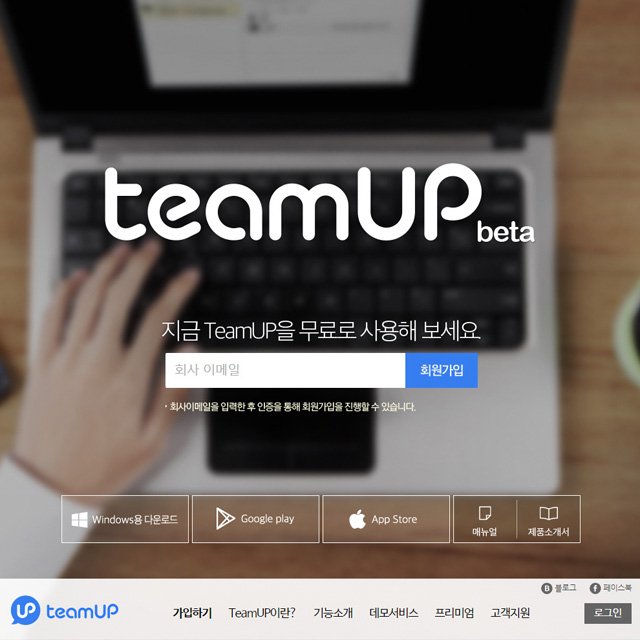 teamUP beta
지금 TeamUP을 무료로 사용해 보세요
회사 이메일 회원가입
· 회사이메일을 입력한 후 인증을 통해 회원가입을 진행할 수 있습니다.
Windows용 다운로드 Google play App Store 매뉴얼 제품소개서
B 블로그 f 페이스북
UP teamUP 가입하기 TeamUP이란? 기능소개 데모서비스 프리미엄 고객지원 로그인